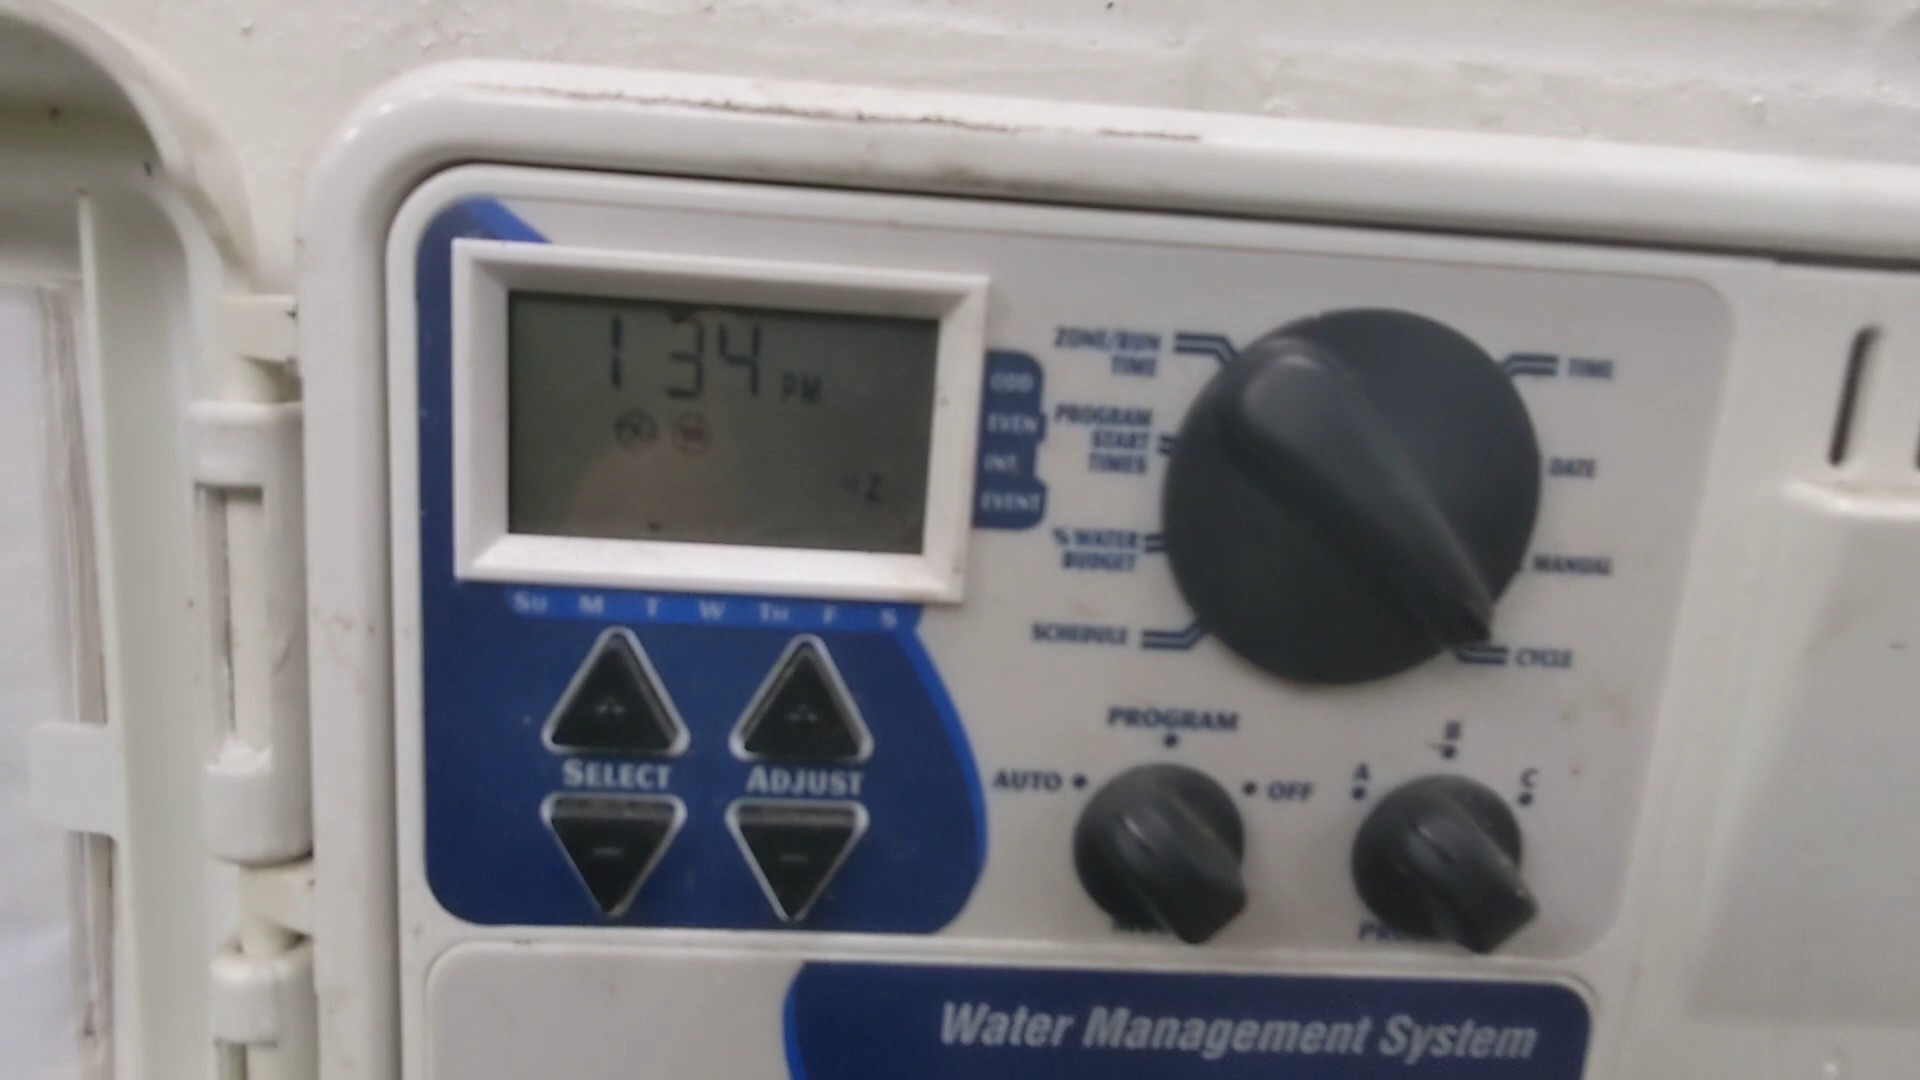 1 34 PM
ODD
EVEN
INT.
EVENT
SU M T W TH F S
SELECT
ADJUST
ZONE/RUN
TIME
PROGRAM
START
TIMES
% WATER
BUDGET
SCHEDULE
TIME
DATE
MANUAL
CYCLE
PROGRAM
AUTO
OFF
A
B
C
Water Management System